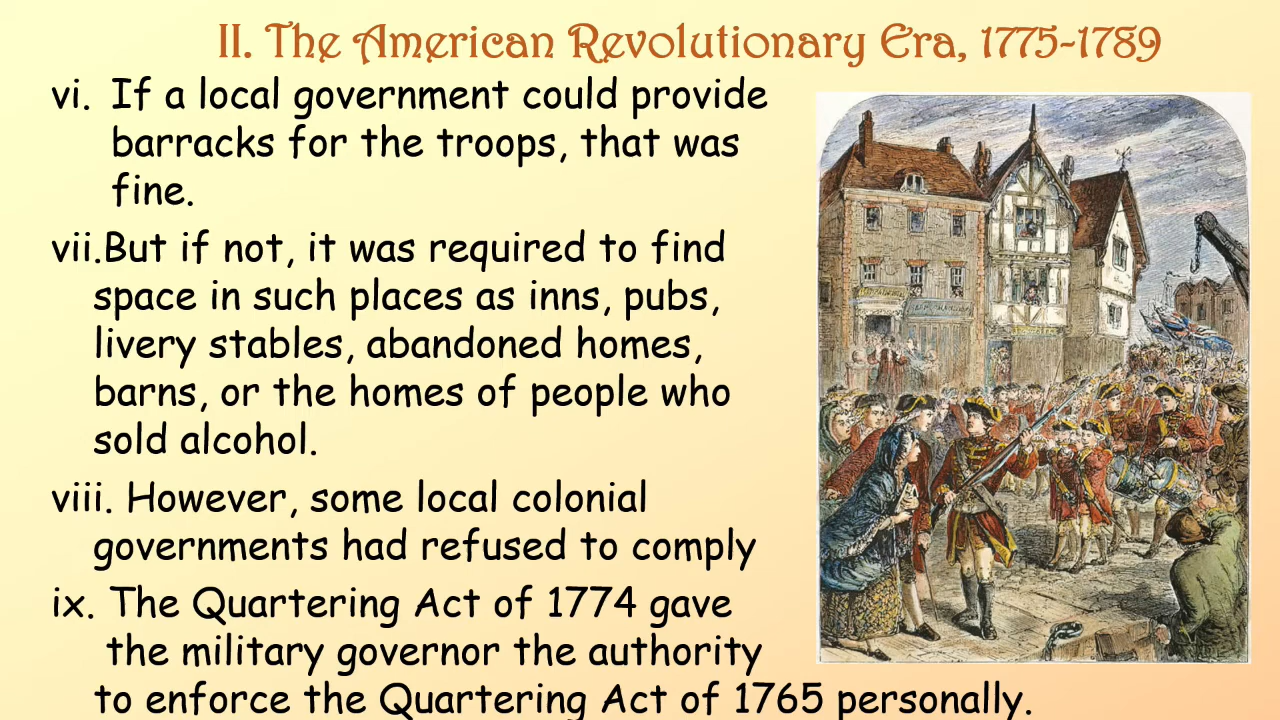 II. The American Revolutionary Era, 1775-1789
vi. If a local government could provide
barracks for the troops, that was
fine.
vii.But if not, it was required to find
space in such places as inns, pubs,
livery stables, abandoned homes,
barns, or the homes of people who
sold alcohol.
viii. However, some local colonial
governments had refused to comply
ix. The Quartering Act of 1774 gave
the military governor the authority
to enforce the Quartering Act of 1765 personally.